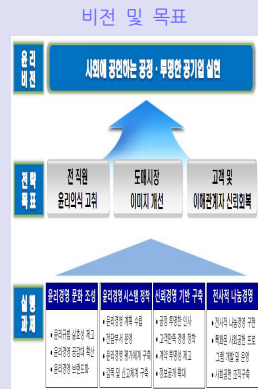 비전 및 목표
윤리
비전
사회에 공헌하는 공정·투명한 공기업 실현
전략
목표
전 직원
윤리의식 고취
도매시장
이미지 개선
고객 및
이해관계자 신뢰회복
실행
과제
윤리경영 문화 조성
• 윤리규범 실효성 제고
• 윤리경영 공감대 확산
• 윤리경영 브랜드화
윤리경영시스템 정착
• 윤리경영 계획 수립
• 전담부서 운영
• 윤리경영 평가체계 구축
• 감독 및 신고체계 구축
신뢰경영 기반 구축
• 공정 투명한 인사
• 고객만족 경영 정착
• 계약 투명성 제고
• 정보공개 확대
전사적 나눔경영
• 전사적 나눔경영 구현
• 특화된 사회공헌 프로
그램 개발 및 운영
• 사회공헌 조직구축